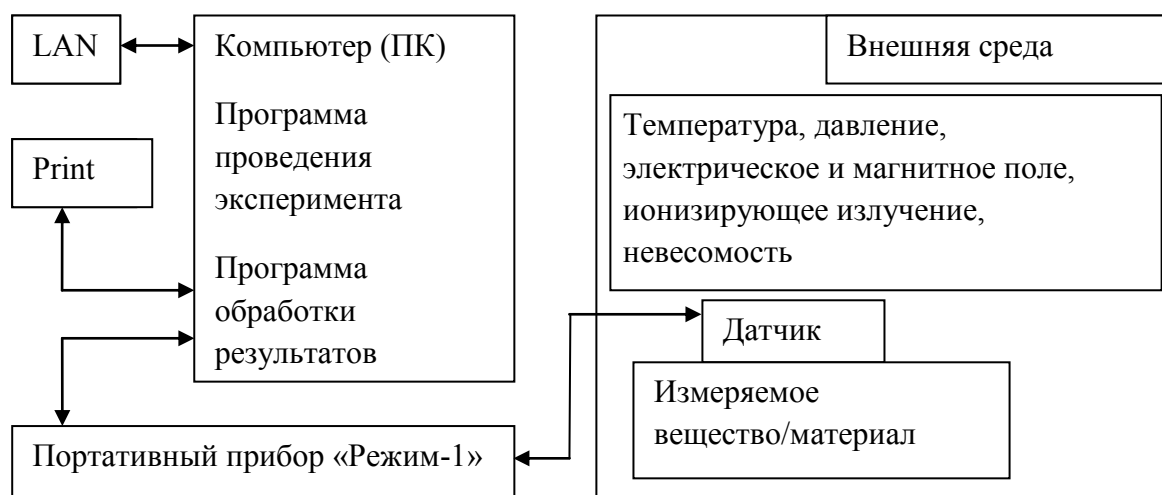 LAN
Компьютер (ПК)
Программа
проведения
эксперимента
Программа
обработки
результатов
Print
Портативный прибор «Режим-1»
Внешняя среда
Температура, давление,
электрическое и магнитное поле,
ионизирующее излучение,
невесомость
Датчик
Измеряемое
вещество/материал